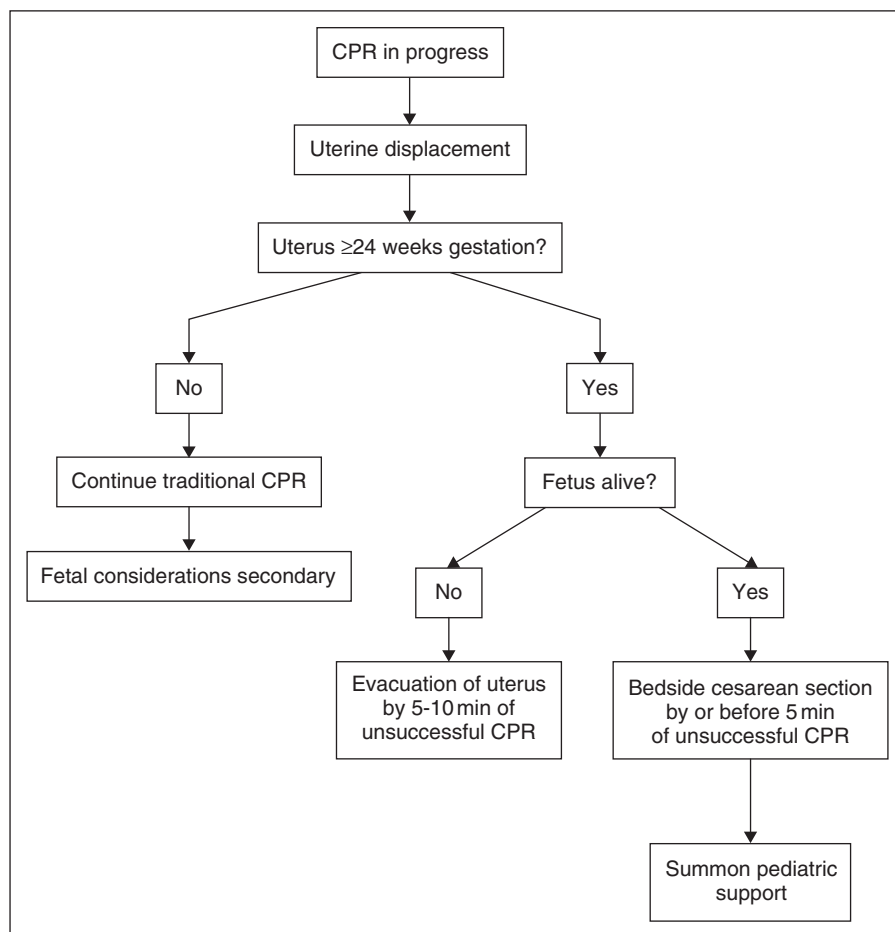 CPR in progress
Uterine displacement
Uterus ≥24 weeks gestation?
No
Yes
Continue traditional CPR
Fetal considerations secondary
Fetus alive?
No
Yes
Evacuation of uterus
by 5-10 min of
unsuccessful CPR
Bedside cesarean section
by or before 5 min
of unsuccessful CPR
Summon pediatric
support